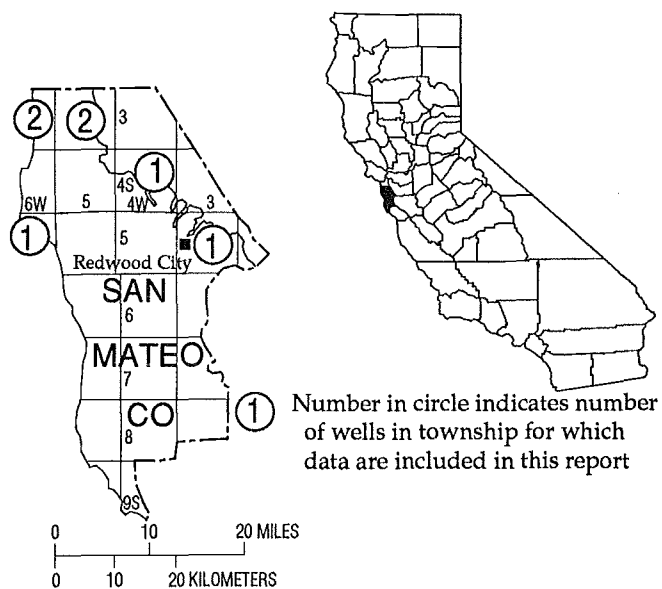 2 2 3
1
4S
6W 5 4W 3
1 5 1
Redwood City
SAN
6
MATEO
7
CO 1
8
9S
Number in circle indicates number
of wells in township for which
data are included in this report
0 10 20 MILES
0 10 20 KILOMETERS